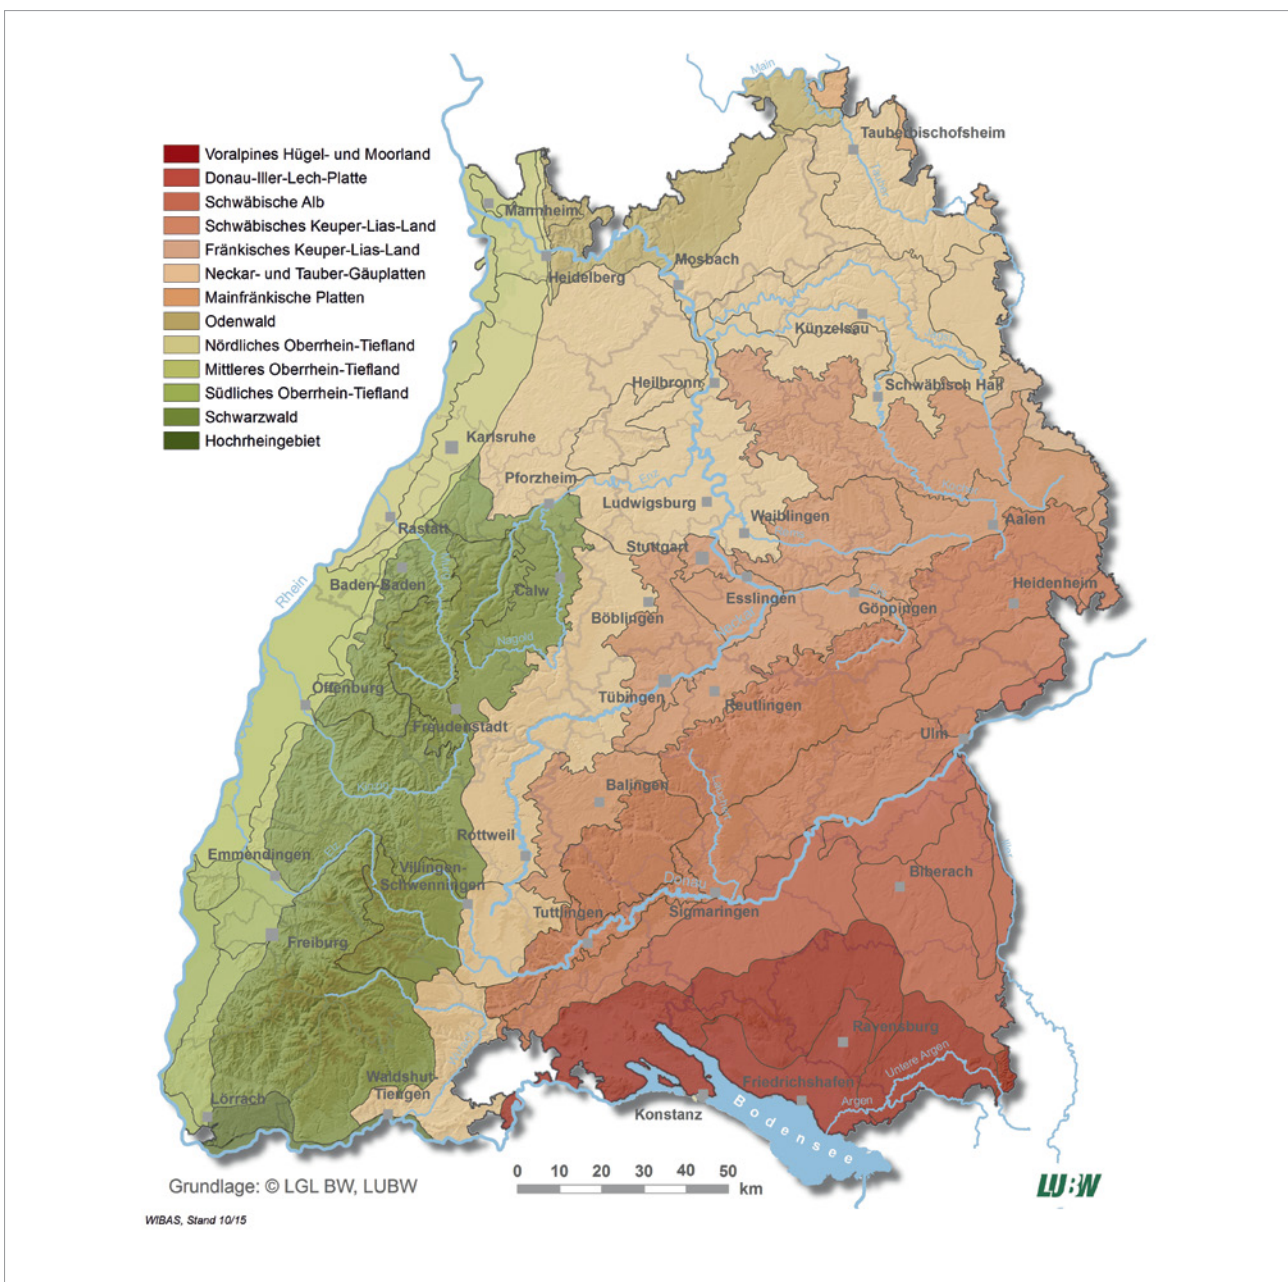 Main
Tauberbischofsheim
Tauber
Voralpines Hügel- und Moorland
Donau-Iller-Lech-Platte
Schwäbische Alb
Schwäbisches Keuper-Lias-Land
Fränkisches Keuper-Lias-Land
Neckar- und Tauber-Gäuplatten
Mainfränkische Platten
Odenwald
Nördliches Oberrhein-Tiefland
Mittleres Oberrhein-Tiefland
Südliches Oberrhein-Tiefland
Schwarzwald
Hochrheingebiet
Mannheim
Mosbach
Heidelberg
Künzelsau
Heilbronn
Schwäbisch Hall
Karlsruhe
Pforzheim
Enz
Ludwigsburg
Waiblingen
Aalen
Rastatt
Stuttgart
Baden-Baden
Calw
Esslingen
Heidenheim
Rhein
Böblingen
Göppingen
Nagold
Offenburg
Tübingen
Reutlingen
Freudenstadt
Ulm
Balingen
Rottweil
Emmendingen
Villingen-
Schwenningen
Biberach
Donau
Tuttlingen
Sigmaringen
Freiburg
Ravensburg
Untere Argen
Waldshut-
Tiengen
Friedrichshafen
Argen
Lörrach
Konstanz
Bodensee
0 10 20 30 40 50
km
Grundlage: © LGL BW, LUBW
LUBW
WIBAS, Stand 10/15